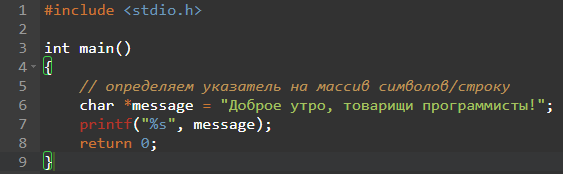 1 #include <stdio.h>
2
3 int main()
4 {
5     // определяем указатель на массив символов/строку
6     char *message = "Доброе утро, товарищи программисты!";
7     printf("%s", message);
8     return 0;
9 }